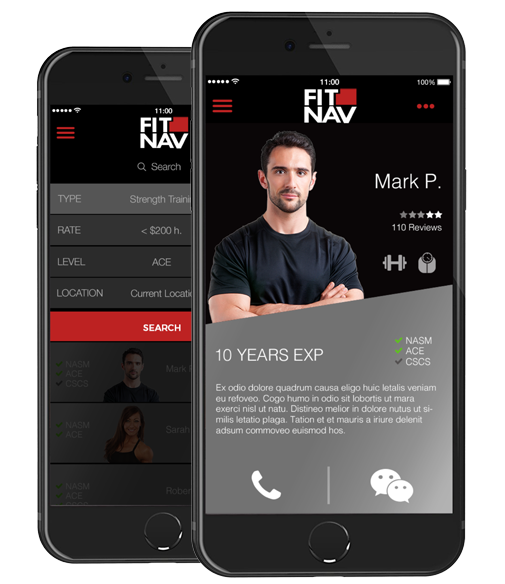 11:00
FIT
NAV
Search
TYPE Strength Traini
RATE < $200 h.
LEVEL ACE
LOCATION Current Locati
SEARCH
NASM
ACE
CSCS
Mark
NASM
ACE
Sarah
NASM
ACE
Rober
11:00 100%
FIT
NAV
Mark P.
110 Reviews
10 YEARS EXP
NASM
ACE
CSCS
Ex odio dolore quadrum causa eligo huic letalis veniam
eu refoveo. Cogo humo in odio sit lobortis ut mara
exerci nisl ut natu. Distineo melior in dolore nutus ut si-
milis letatio plaga. Tation et et mauris a iriure delenit
adsum commoveo euismod hos.